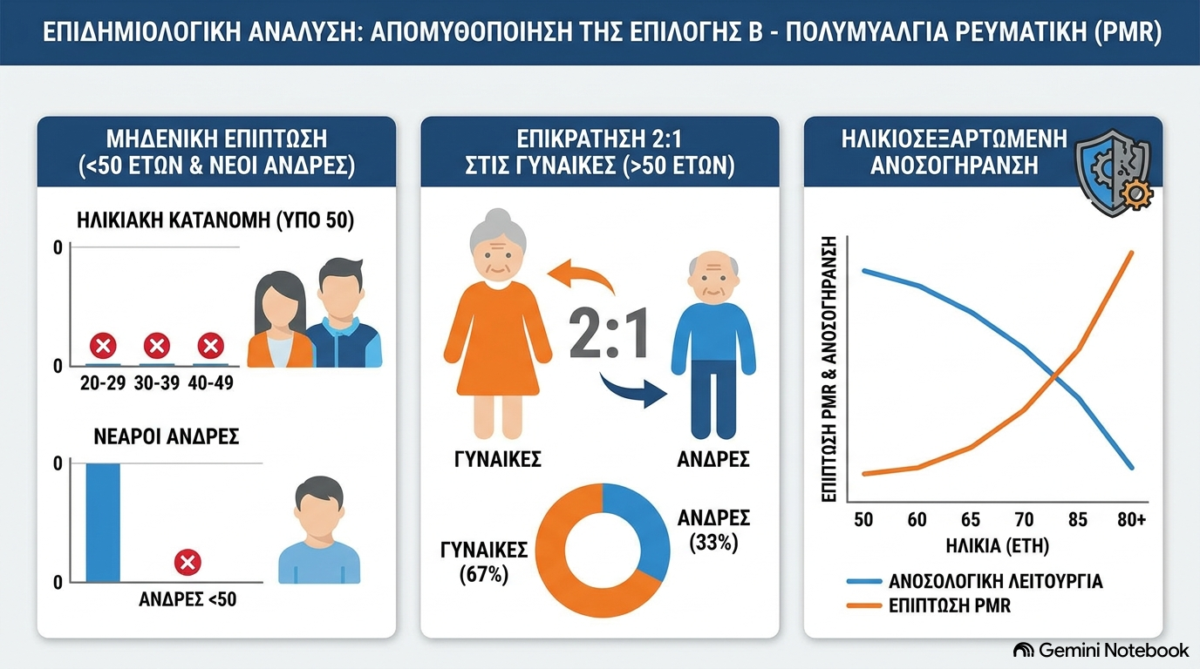 ΕΠΙΔΗΜΙΟΛΟΓΙΚΗ ΑΝΑΛΥΣΗ: ΑΠΟΜΥΘΟΠΟΙΗΣΗ ΤΗΣ ΕΠΙΛΟΓΗΣ Β - ΠΟΛΥΜΥΑΛΓΙΑ ΡΕΥΜΑΤΙΚΗ (PMR)
ΜΗΔΕΝΙΚΗ ΕΠΙΠΤΩΣΗ
(<50 ΕΤΩΝ & ΝΕΟΙ ΑΝΔΡΕΣ)
ΗΛΙΚΙΑΚΗ ΚΑΤΑΝΟΜΗ (ΥΠΟ 50)
0
0
20-29 30-39 40-49
ΝΕΑΡΟΙ ΑΝΔΡΕΣ
0
0
ΑΝΔΡΕΣ <50
ΕΠΙΚΡΑΤΗΣΗ 2:1
ΣΤΙΣ ΓΥΝΑΙΚΕΣ (>50 ΕΤΩΝ)
2:1
ΓΥΝΑΙΚΕΣ ΑΝΔΡΕΣ
ΑΝΔΡΕΣ
(33%)
ΓΥΝΑΙΚΕΣ
(67%)
ΗΛΙΚΙΟΣΕΞΑΡΤΩΜΕΝΗ
ΑΝΟΣΟΓΗΡΑΝΣΗ
ΕΠΙΠΤΩΣΗ PMR & ΑΝΟΣΟΓΗΡΑΝΣΗ
50 60 65 70 85 80+
ΗΛΙΚΙΑ (ΕΤΗ)
ΑΝΟΣΟΛΟΓΙΚΗ ΛΕΙΤΟΥΡΓΙΑ
ΕΠΙΠΤΩΣΗ PMR
Gemini Notebook